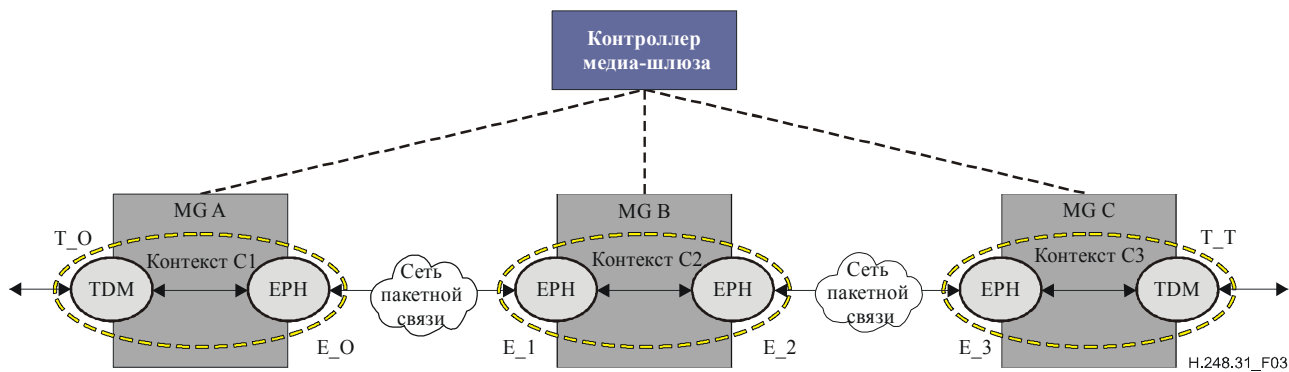 Контроллер
медиа-шлюза
MG A
MG B
MG C
T_O
T_T
Контекст C1
Контекст C2
Контекст C3
TDM
EPH
Сеть
пакетной
связи
EPH
EPH
Сеть
пакетной
связи
EPH
TDM
E_O
E_1
E_2
E_3
H.248.31_F03